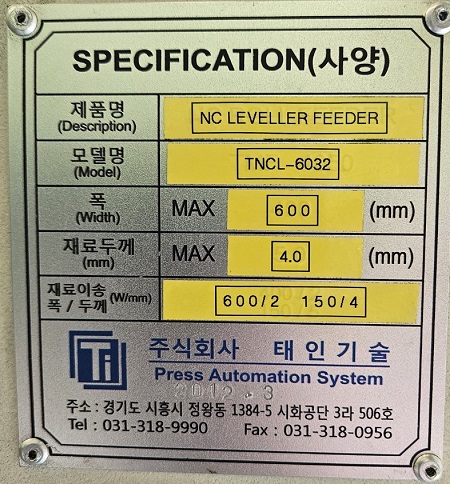 SPECIFICATION(사양)
제품명 (Description) NC LEVELLER FEEDER
모델명 (Model) TNCL-6032
폭 (Width) MAX 600 (mm)
재료두께 (mm) MAX 4.0 (mm)
재료이송 폭 / 두께 (W/mm) 600/2 150/4
Ti 주식회사 태인기술
Press Automation System
2012.3
주소 : 경기도 시흥시 정왕동 1384-5 시화공단 3라 506호
Tel : 031-318-9990 Fax : 031-318-0956